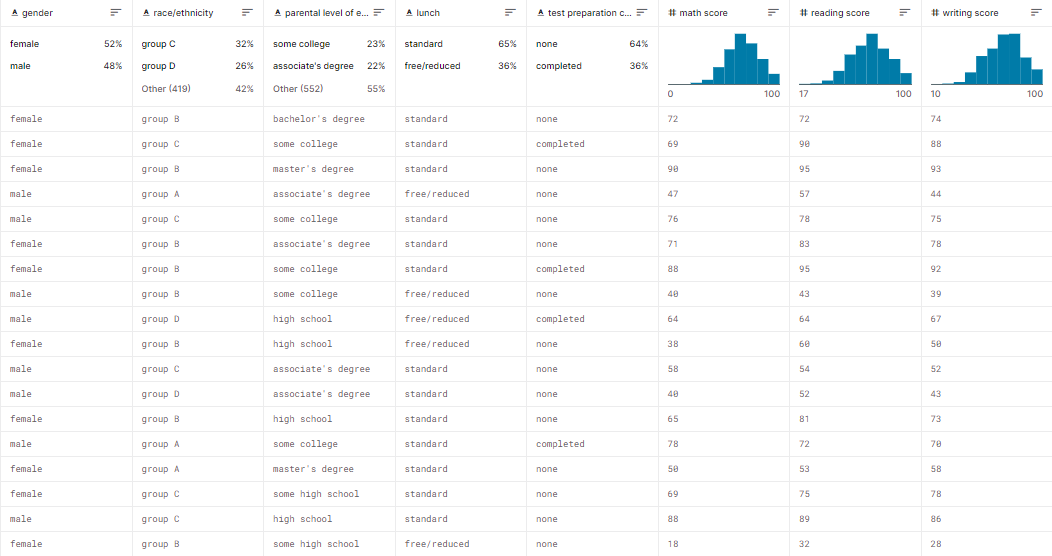 gender race/ethnicity parental level of e... lunch test preparation c... # math score # reading score # writing score
female 52% group C 32% some college 23% standard 65% none 64%
male 48% group D 26% associate's degree 22% free/reduced 36% completed 36%
Other (419) 42% Other (552) 55%
0 100 17 100 10 100
female group B bachelor's degree standard none 72 72 74
female group C some college standard completed 69 90 88
female group B master's degree standard none 90 95 93
male group A associate's degree free/reduced none 47 57 44
male group C some college standard none 76 78 75
female group B associate's degree standard none 71 83 78
female group B some college standard completed 88 95 92
male group B some college free/reduced none 40 43 39
male group D high school free/reduced completed 64 64 67
female group B high school free/reduced none 38 60 50
male group C associate's degree standard none 58 54 52
male group D associate's degree standard none 40 52 43
female group B high school standard none 65 81 73
male group A some college standard completed 78 72 70
female group A master's degree standard none 50 53 58
female group C some high school standard none 69 75 78
male group C high school standard none 88 89 86
female group B some high school free/reduced none 18 32 28